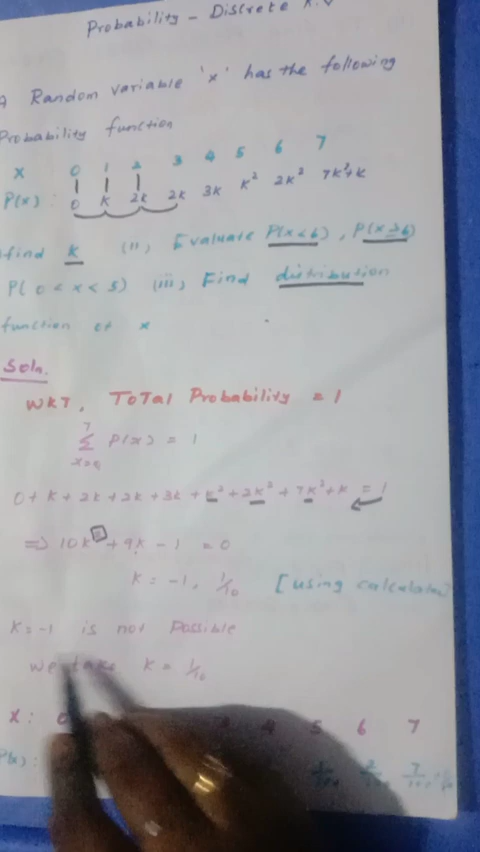 Probability - Discrete R.V
A Random variable 'x' has the following
Probability function
X 0 1 2 3 4 5 6 7
P(x): 0 K 2K 2K 3K K² 2K² 7K²+K
find K (ii) Evaluate P(x<6), P(x≥6)
P(0<x<5) (iii) Find distribution
function of x
Soln.
WKT, Total Probability = 1
7
Σ P(x) = 1
x=0
0+K+2K+2K+3K+K²+2K²+7K²+K = 1
=> 10K²+9K-1 = 0
K = -1, 1/10 [using calculator
K=-1 is not Possible
we take K = 1/10
X: 0 3 4 5 6 7
P(x):